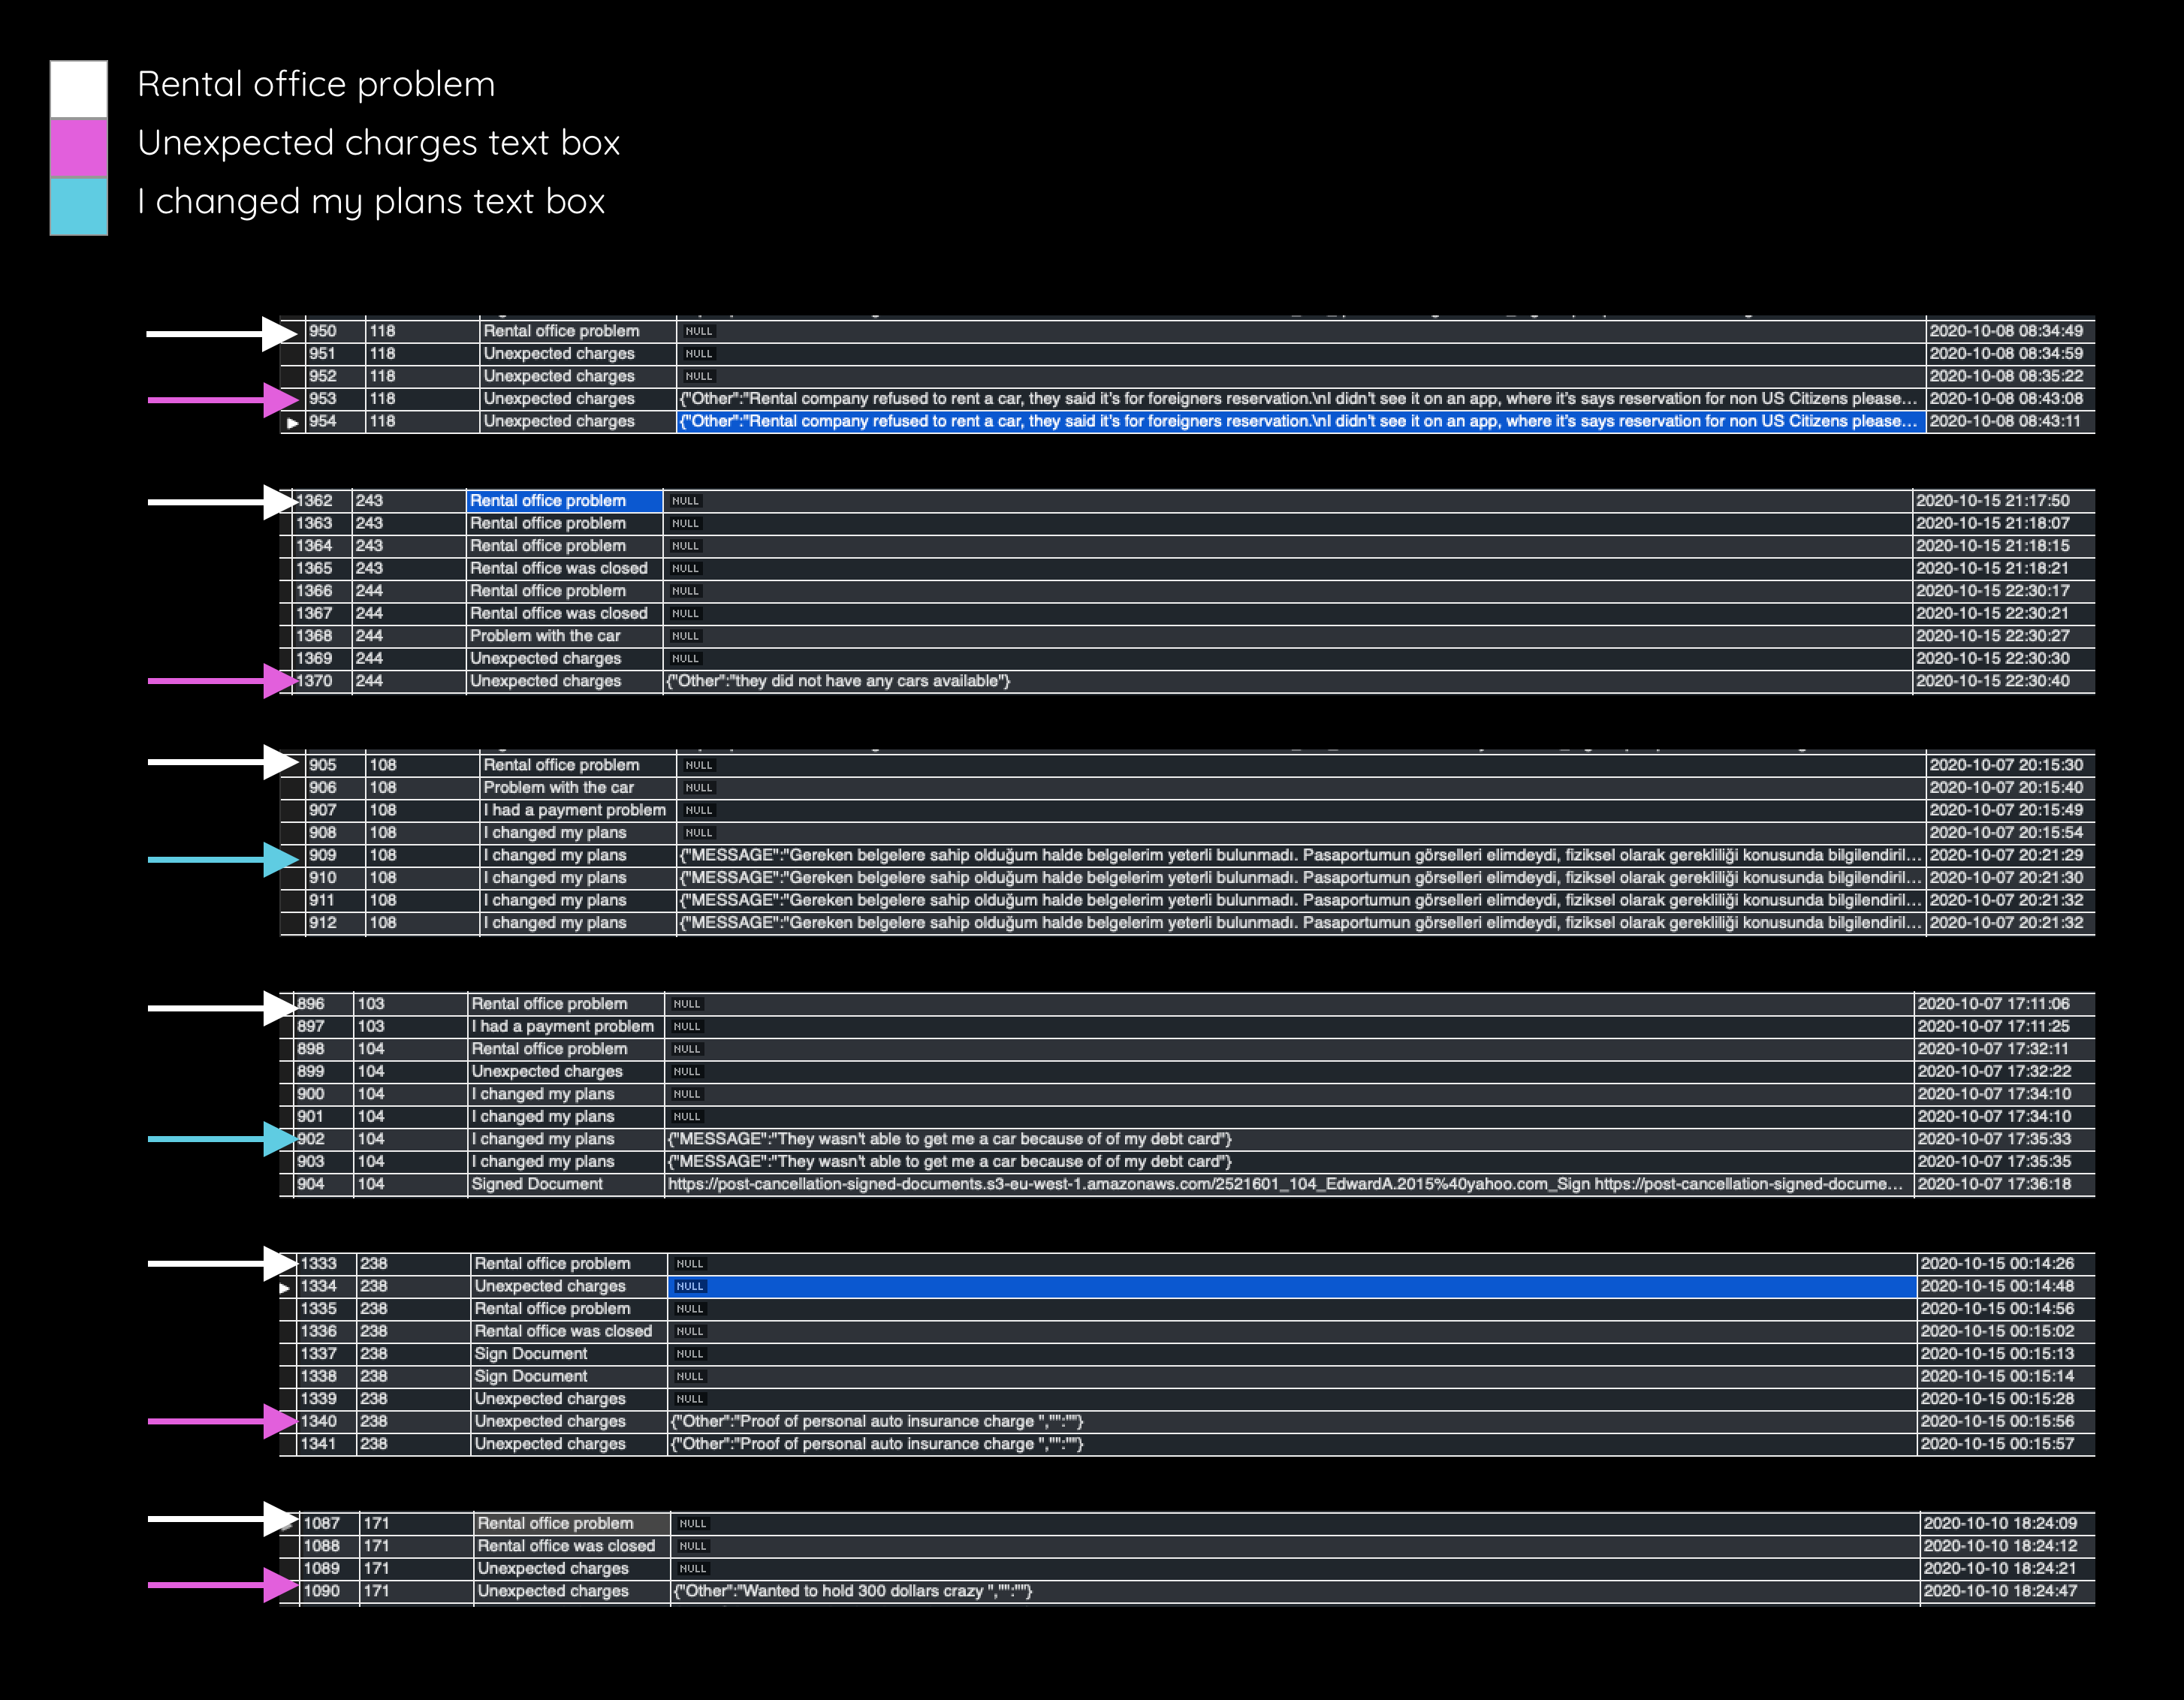 Rental office problem
Unexpected charges text box
I changed my plans text box
950 118 Rental office problem NULL 2020-10-08 08:34:49
951 118 Unexpected charges NULL 2020-10-08 08:34:59
952 118 Unexpected charges NULL 2020-10-08 08:35:22
953 118 Unexpected charges {"Other":"Rental company refused to rent a car, they said it's for foreigners reservation.\nI didn't see it on an app, where it's says reservation for non US Citizens please... 2020-10-08 08:43:08
954 118 Unexpected charges {"Other":"Rental company refused to rent a car, they said it's for foreigners reservation.\nI didn't see it on an app, where it's says reservation for non US Citizens please... 2020-10-08 08:43:11
1362 243 Rental office problem NULL 2020-10-15 21:17:50
1363 243 Rental office problem NULL 2020-10-15 21:18:07
1364 243 Rental office problem NULL 2020-10-15 21:18:15
1365 243 Rental office was closed NULL 2020-10-15 21:18:21
1366 244 Rental office problem NULL 2020-10-15 22:30:17
1367 244 Rental office was closed NULL 2020-10-15 22:30:21
1368 244 Problem with the car NULL 2020-10-15 22:30:27
1369 244 Unexpected charges NULL 2020-10-15 22:30:30
1370 244 Unexpected charges {"Other":"they did not have any cars available"} 2020-10-15 22:30:40
905 108 Rental office problem NULL 2020-10-07 20:15:30
906 108 Problem with the car NULL 2020-10-07 20:15:40
907 108 I had a payment problem NULL 2020-10-07 20:15:49
908 108 I changed my plans NULL 2020-10-07 20:15:54
909 108 I changed my plans {"MESSAGE":"Gereken belgelere sahip olduğum halde belgelerim yeterli bulunmadı. Pasaportumun görselleri elimdeydi, fiziksel olarak gerekliliği konusunda bilgilendiril... 2020-10-07 20:21:29
910 108 I changed my plans {"MESSAGE":"Gereken belgelere sahip olduğum halde belgelerim yeterli bulunmadı. Pasaportumun görselleri elimdeydi, fiziksel olarak gerekliliği konusunda bilgilendiril... 2020-10-07 20:21:30
911 108 I changed my plans {"MESSAGE":"Gereken belgelere sahip olduğum halde belgelerim yeterli bulunmadı. Pasaportumun görselleri elimdeydi, fiziksel olarak gerekliliği konusunda bilgilendiril... 2020-10-07 20:21:32
912 108 I changed my plans {"MESSAGE":"Gereken belgelere sahip olduğum halde belgelerim yeterli bulunmadı. Pasaportumun görselleri elimdeydi, fiziksel olarak gerekliliği konusunda bilgilendiril... 2020-10-07 20:21:32
896 103 Rental office problem NULL 2020-10-07 17:11:06
897 103 I had a payment problem NULL 2020-10-07 17:11:25
898 104 Rental office problem NULL 2020-10-07 17:32:11
899 104 Unexpected charges NULL 2020-10-07 17:32:22
900 104 I changed my plans NULL 2020-10-07 17:34:10
901 104 I changed my plans NULL 2020-10-07 17:34:10
902 104 I changed my plans {"MESSAGE":"They wasn't able to get me a car because of of my debt card"} 2020-10-07 17:35:33
903 104 I changed my plans {"MESSAGE":"They wasn't able to get me a car because of of my debt card"} 2020-10-07 17:35:35
904 104 Signed Document https://post-cancellation-signed-documents.s3-eu-west-1.amazonaws.com/2521601_104_EdwardA.2015%40yahoo.com_Sign https://post-cancellation-signed-docume... 2020-10-07 17:36:18
1333 238 Rental office problem NULL 2020-10-15 00:14:26
1334 238 Unexpected charges NULL 2020-10-15 00:14:48
1335 238 Rental office problem NULL 2020-10-15 00:14:56
1336 238 Rental office was closed NULL 2020-10-15 00:15:02
1337 238 Sign Document NULL 2020-10-15 00:15:13
1338 238 Sign Document NULL 2020-10-15 00:15:14
1339 238 Unexpected charges NULL 2020-10-15 00:15:28
1340 238 Unexpected charges {"Other":"Proof of personal auto insurance charge ","":""} 2020-10-15 00:15:56
1341 238 Unexpected charges {"Other":"Proof of personal auto insurance charge ","":""} 2020-10-15 00:15:57
1087 171 Rental office problem NULL 2020-10-10 18:24:09
1088 171 Rental office was closed NULL 2020-10-10 18:24:12
1089 171 Unexpected charges NULL 2020-10-10 18:24:21
1090 171 Unexpected charges {"Other":"Wanted to hold 300 dollars crazy ","":""} 2020-10-10 18:24:47